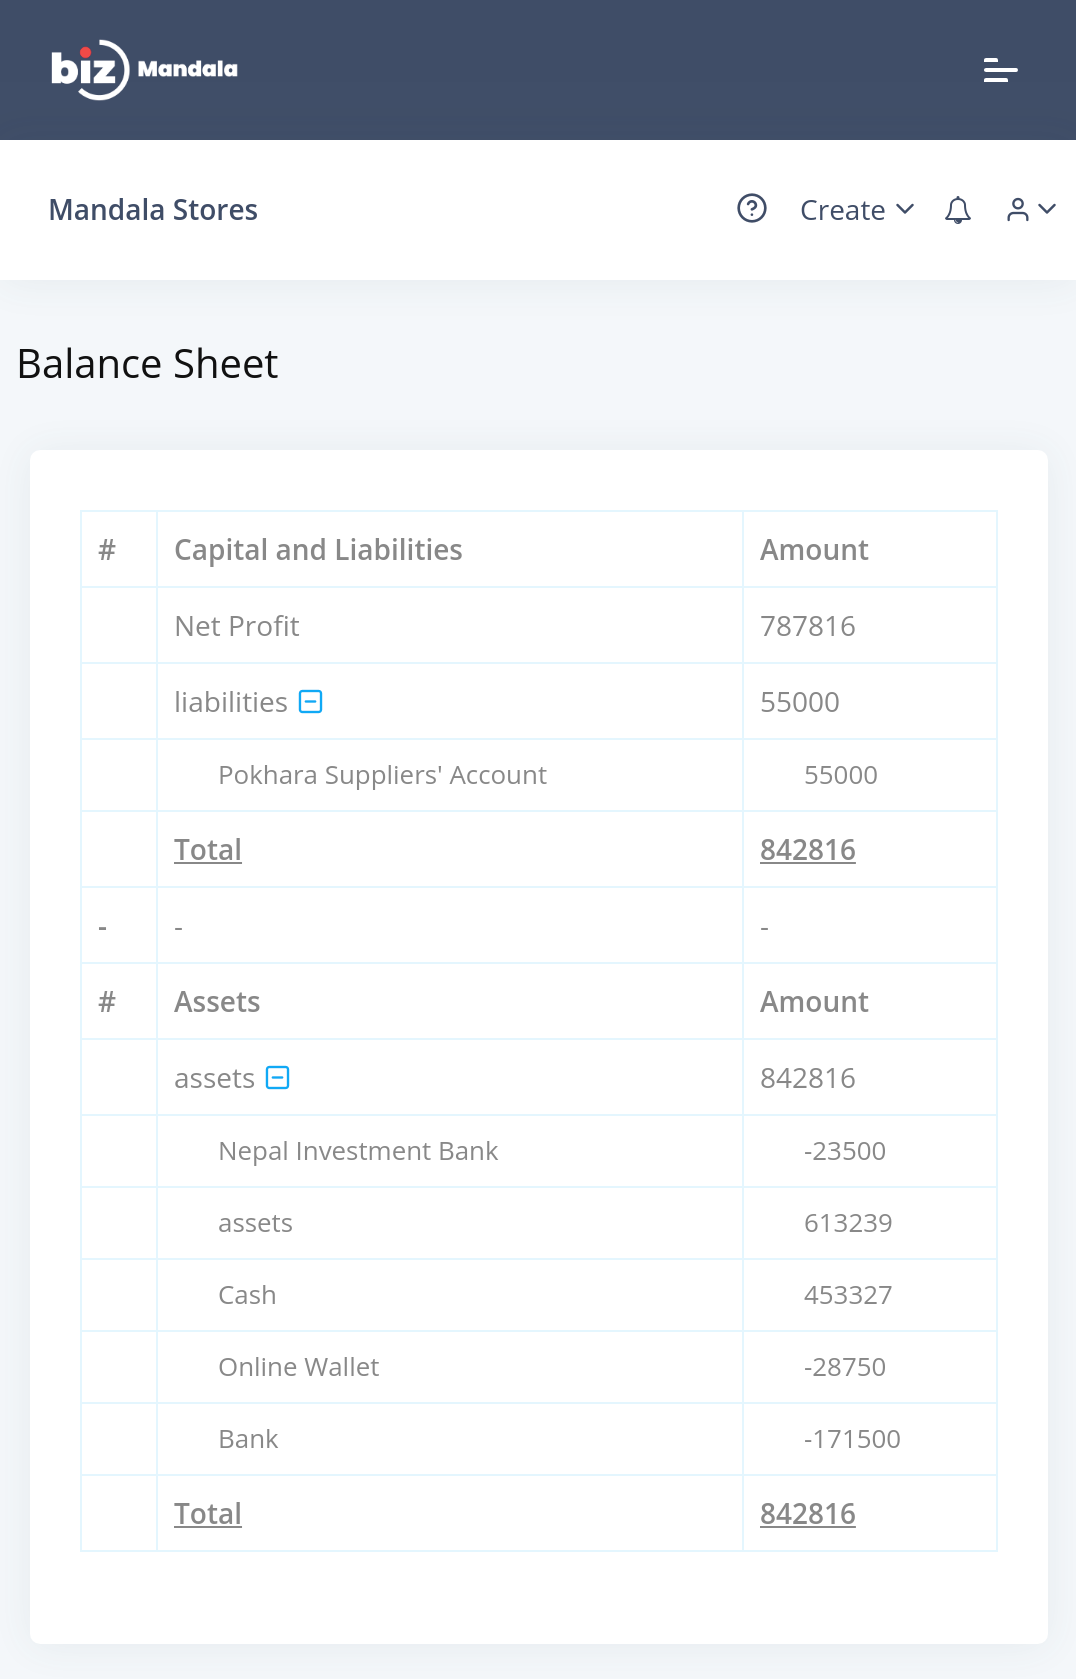 biz Mandala
Mandala Stores Create
Balance Sheet
# Capital and Liabilities Amount
Net Profit 787816
liabilities 55000
Pokhara Suppliers' Account 55000
Total 842816
- - -
# Assets Amount
assets 842816
Nepal Investment Bank -23500
assets 613239
Cash 453327
Online Wallet -28750
Bank -171500
Total 842816